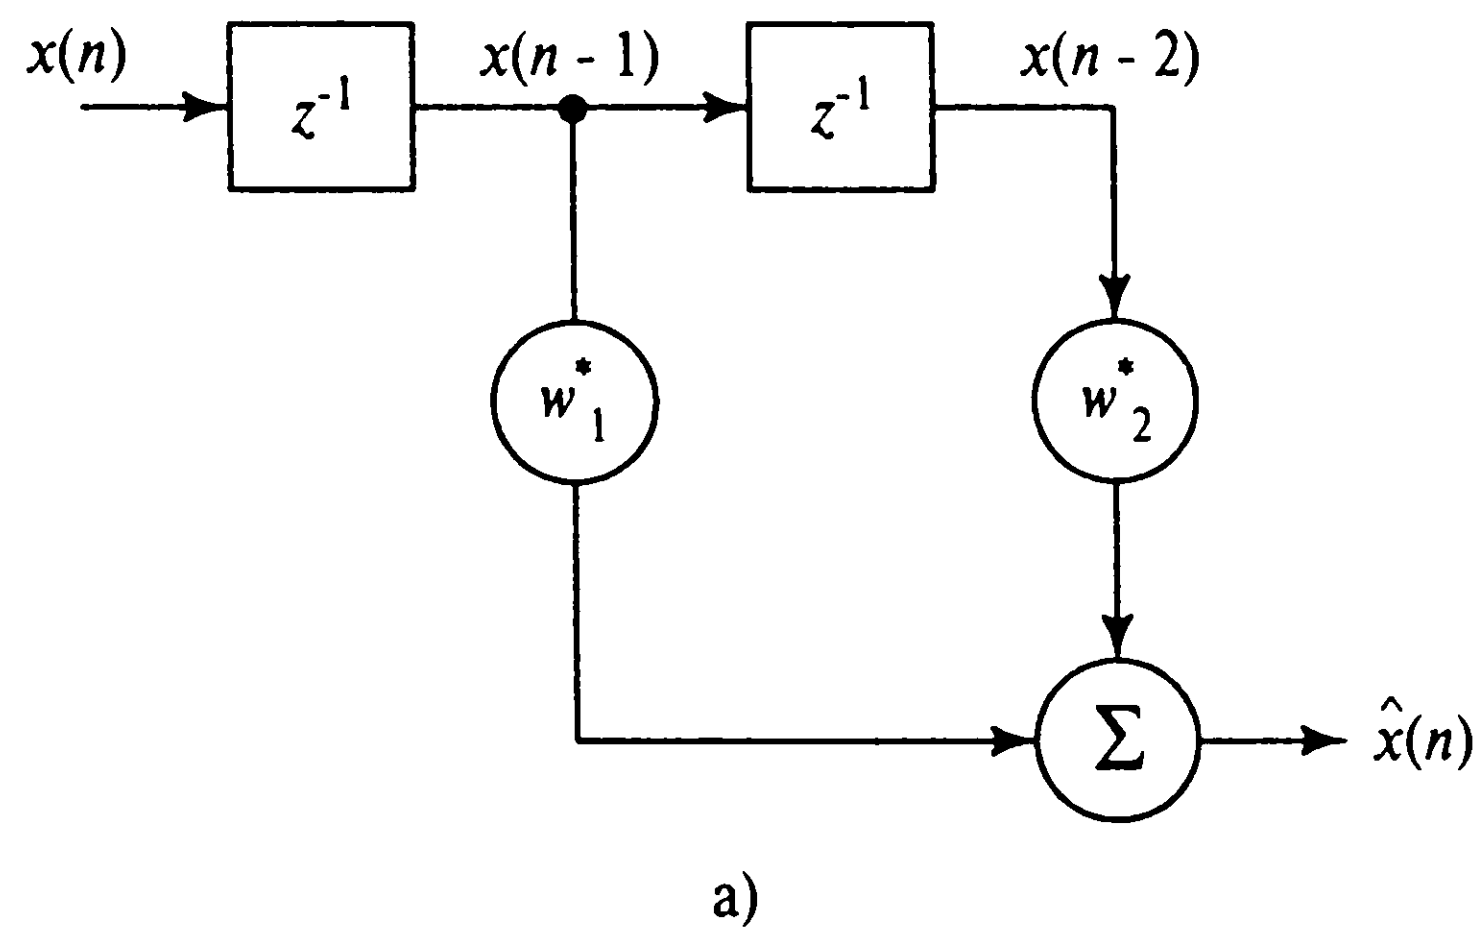 x(n) x(n - 1) x(n - 2)
z⁻¹ z⁻¹
w*₁ w*₂
Σ x̂(n)
a)